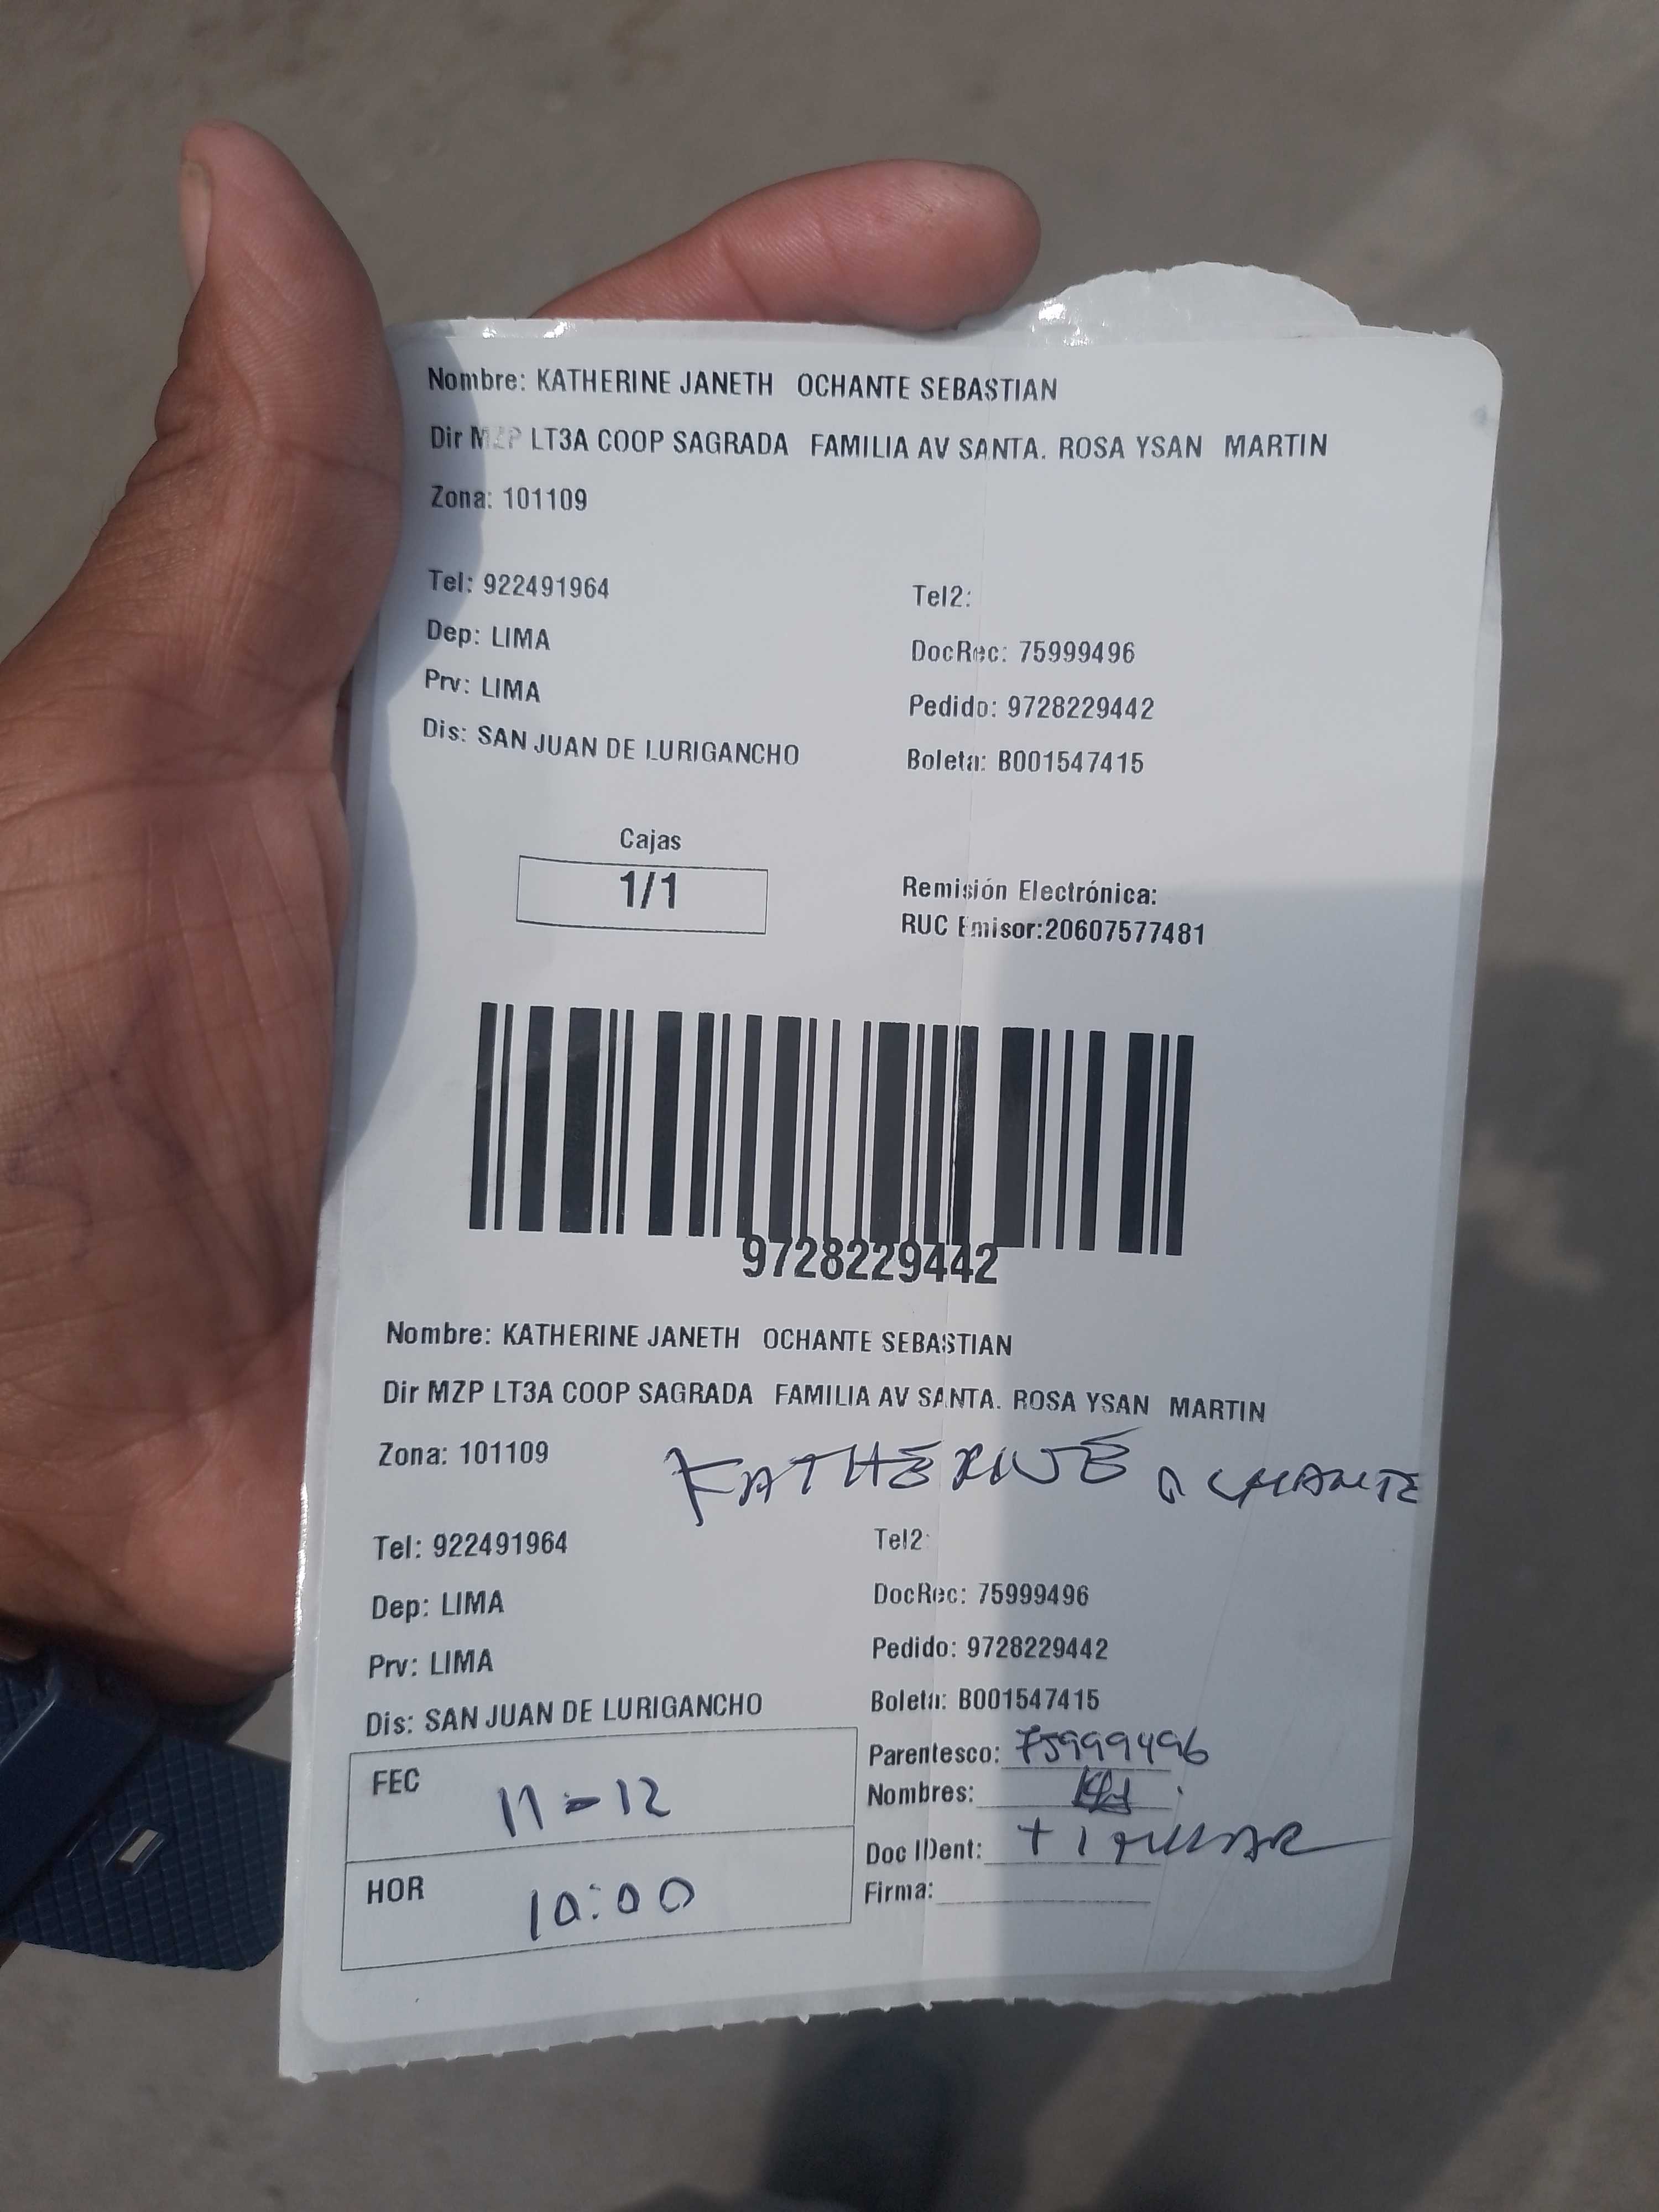 Nombre: KATHERINE JANETH OCHANTE SEBASTIAN
Dir MZP LT3A COOP SAGRADA FAMILIA AV SANTA. ROSA YSAN MARTIN
Zona: 101109
Tel: 922491964
Tel2:
Dep: LIMA
DocRec: 75999496
Prv: LIMA
Pedido: 9728229442
Dis: SAN JUAN DE LURIGANCHO
Boleta: B001547415
Cajas
1/1
Remisión Electrónica:
RUC Emisor:20607577481
9728229442
Nombre: KATHERINE JANETH OCHANTE SEBASTIAN
Dir MZP LT3A COOP SAGRADA FAMILIA AV SANTA. ROSA YSAN MARTIN
Zona: 101109
KATHERINE OCHANTE
Tel: 922491964
Tel2:
Dep: LIMA
DocRec: 75999496
Prv: LIMA
Pedido: 9728229442
Dis: SAN JUAN DE LURIGANCHO
Boleta: B001547415
FEC 11-12
Parentesco: 75999496
Nombres:
Doc IDent:
HOR 10:00
Firma: